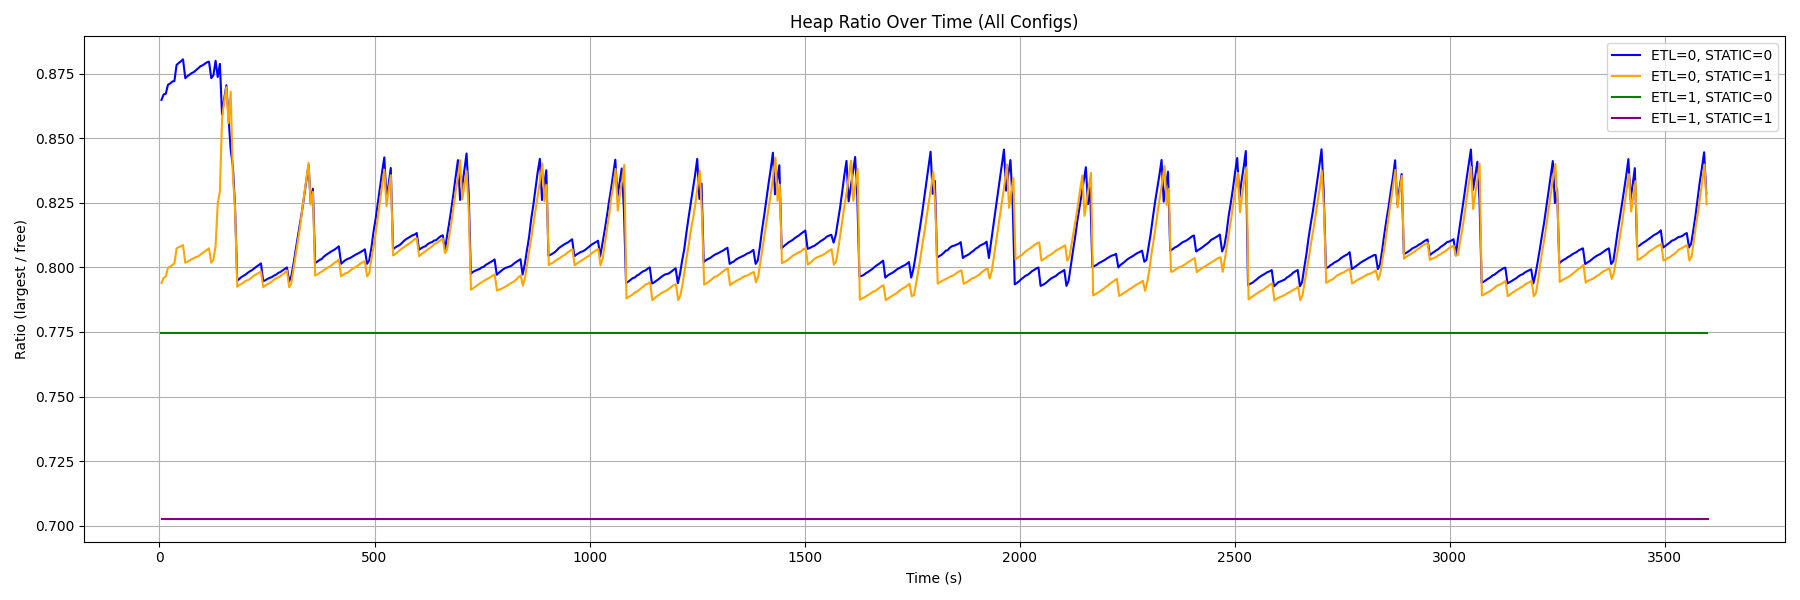 Heap Ratio Over Time (All Configs)
Ratio (largest / free)
0.875
0.850
0.825
0.800
0.775
0.750
0.725
0.700
ETL=0, STATIC=0
ETL=0, STATIC=1
ETL=1, STATIC=0
ETL=1, STATIC=1
0 500 1000 1500 2000 2500 3000 3500
Time (s)